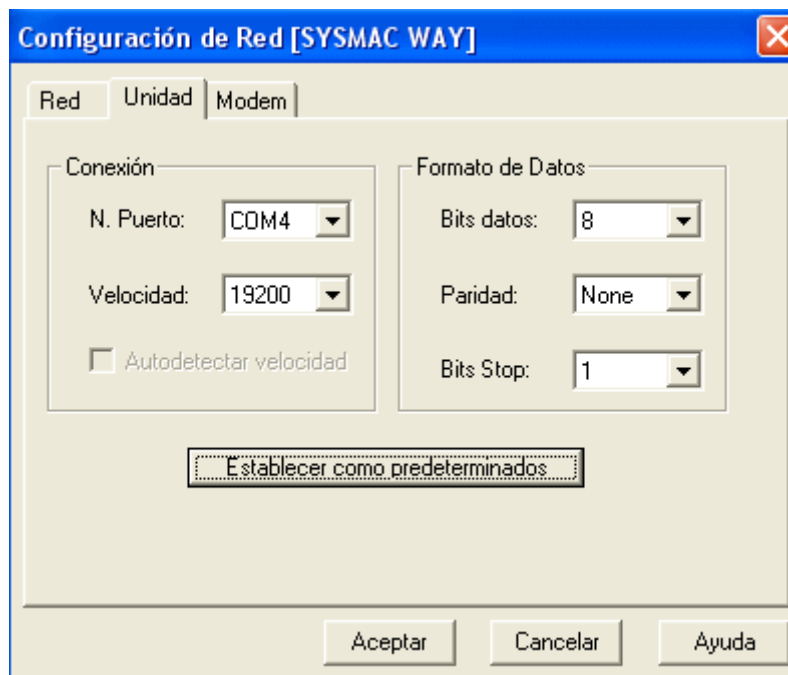 Configuración de Red [SYSMAC WAY]
Red Unidad Modem
Conexión
N. Puerto: COM4
Velocidad: 19200
Autodetectar velocidad
Formato de Datos
Bits datos: 8
Paridad: None
Bits Stop: 1
Establecer como predeterminados
Aceptar Cancelar Ayuda